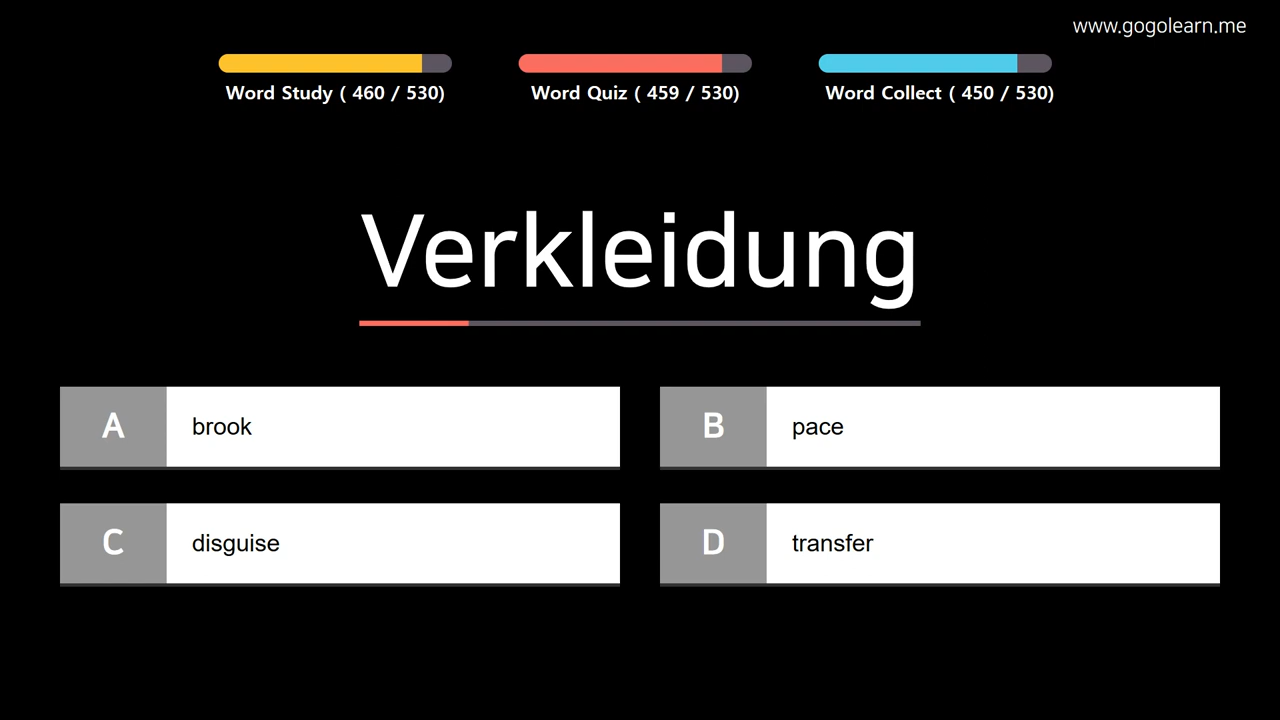 www.gogolearn.me
Word Study ( 460 / 530)
Word Quiz ( 459 / 530)
Word Collect ( 450 / 530)
Verkleidung
A brook
B pace
C disguise
D transfer